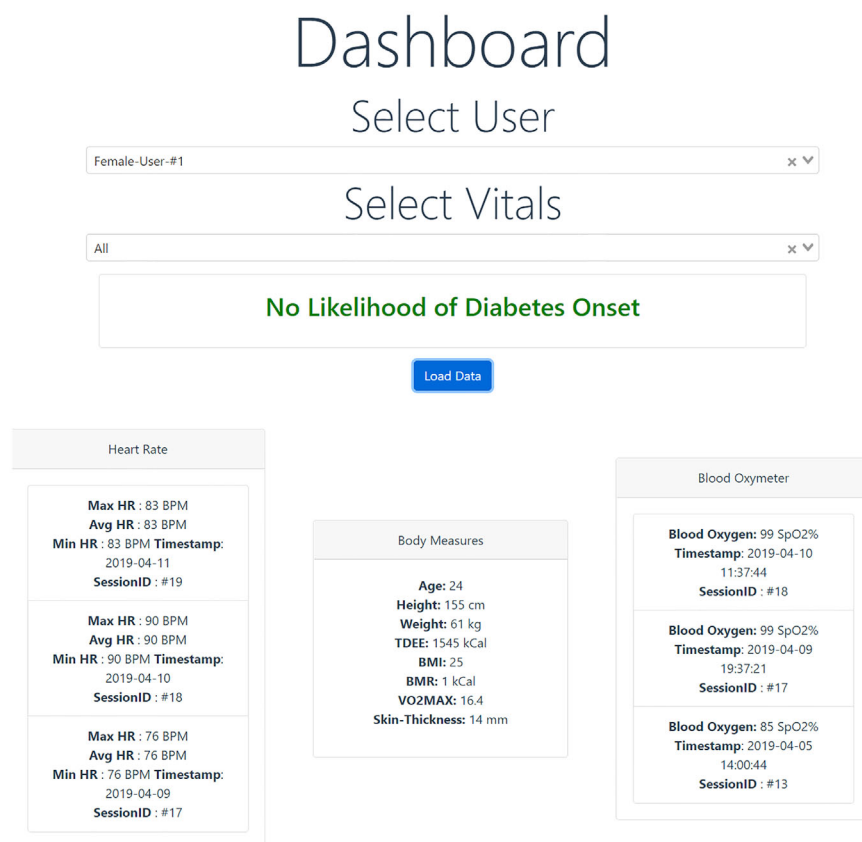 Dashboard
Select User
Female-User-#1
Select Vitals
All
No Likelihood of Diabetes Onset
Load Data
Heart Rate
Max HR : 83 BPM
Avg HR : 83 BPM
Min HR : 83 BPM Timestamp:
2019-04-11
SessionID : #19
Max HR : 90 BPM
Avg HR : 90 BPM
Min HR : 90 BPM Timestamp:
2019-04-10
SessionID : #18
Max HR : 76 BPM
Avg HR : 76 BPM
Min HR : 76 BPM Timestamp:
2019-04-09
SessionID : #17
Body Measures
Age: 24
Height: 155 cm
Weight: 61 kg
TDEE: 1545 kCal
BMI: 25
BMR: 1 kCal
VO2MAX: 16.4
Skin-Thickness: 14 mm
Blood Oxymeter
Blood Oxygen: 99 SpO2%
Timestamp: 2019-04-10
11:37:44
SessionID : #18
Blood Oxygen: 99 SpO2%
Timestamp: 2019-04-09
19:37:21
SessionID : #17
Blood Oxygen: 85 SpO2%
Timestamp: 2019-04-05
14:00:44
SessionID : #13